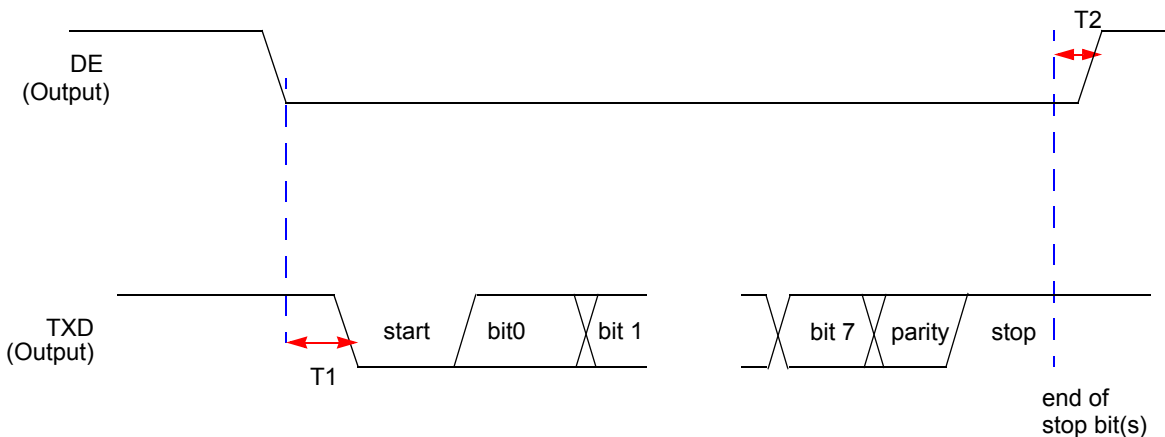 T2
DE
(Output)
TXD
(Output)
start
bit0
bit 1
bit 7
parity
stop
T1
end of
stop bit(s)